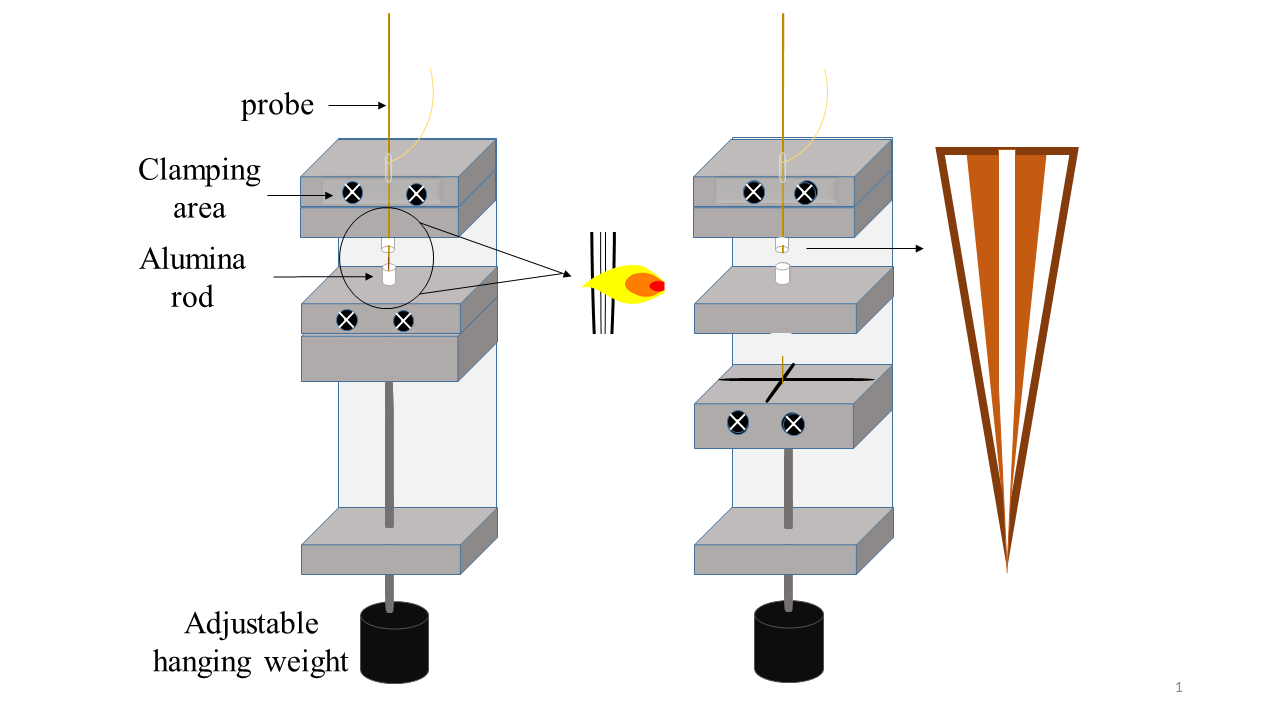 probe
Clamping
area
Alumina
rod
Adjustable
hanging weight
1